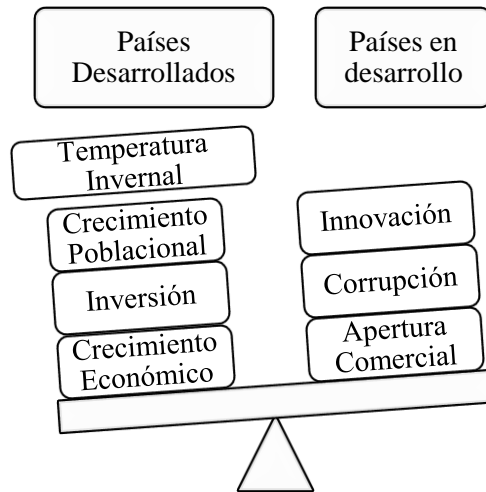 Países
Desarrollados
Países en
desarrollo
Temperatura
Invernal
Crecimiento
Poblacional
Inversión
Crecimiento
Económico
Innovación
Corrupción
Apertura
Comercial